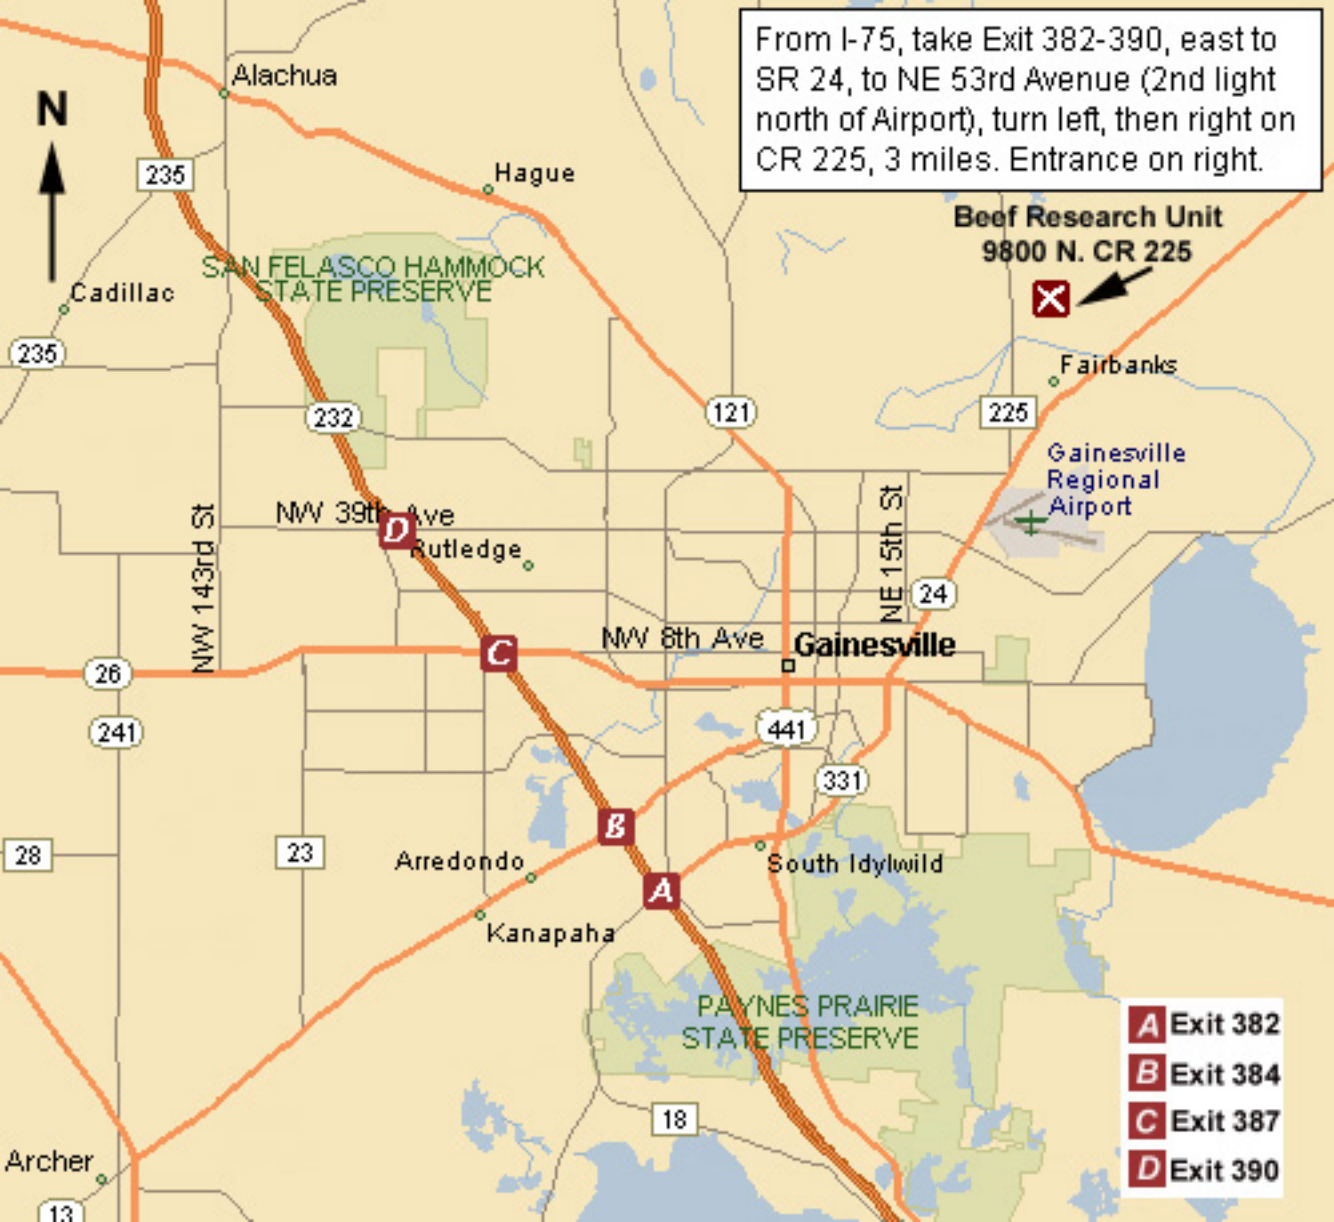 From I-75, take Exit 382-390, east to
SR 24, to NE 53rd Avenue (2nd light
north of Airport), turn left, then right on
CR 225, 3 miles. Entrance on right.
Alachua
N
235
Hague
Beef Research Unit
9800 N. CR 225
SAN FELASCO HAMMOCK
STATE PRESERVE
Cadillac
235
Fairbanks
232
121
225
Gainesville
Regional
Airport
NW 39th Ave
D
Rutledge
NW 143rd St
NE 15th St
24
NW 8th Ave
Gainesville
C
26
241
441
331
B
28
23
Arredondo
South Idylwild
A
Kanapaha
PAYNES PRAIRIE
STATE PRESERVE
A Exit 382
B Exit 384
C Exit 387
D Exit 390
18
Archer
13